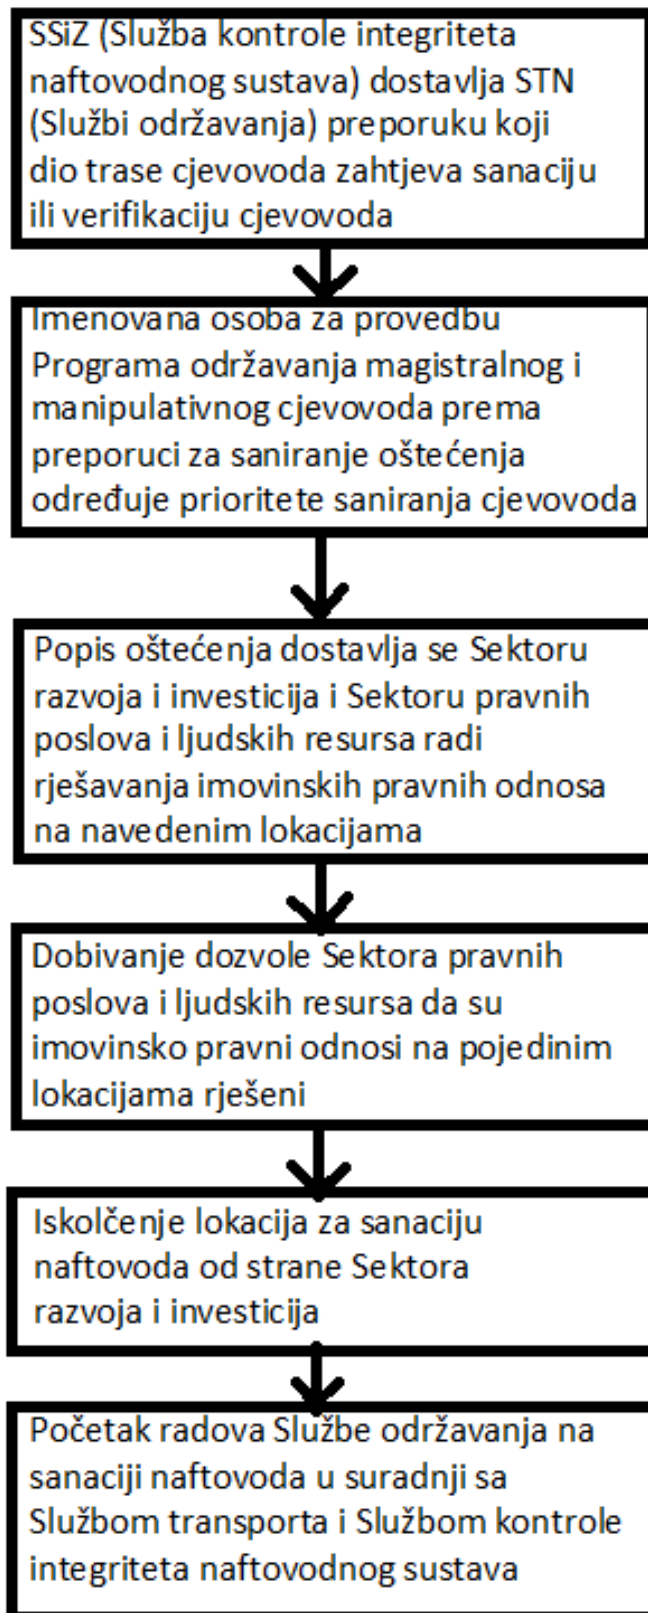 SSiZ (Služba kontrole integriteta
naftovodnog sustava) dostavlja STN
(Službi održavanja) preporuku koji
dio trase cjevovoda zahtjeva sanaciju
ili verifikaciju cjevovoda
Imenovana osoba za provedbu
Programa održavanja magistralnog i
manipulativnog cjevovoda prema
preporuci za saniranje oštećenja
određuje prioritete saniranja cjevovoda
Popis oštećenja dostavlja se Sektoru
razvoja i investicija i Sektoru pravnih
poslova i ljudskih resursa radi
rješavanja imovinskih pravnih odnosa
na navedenim lokacijama
Dobivanje dozvole Sektora pravnih
poslova i ljudskih resursa da su
imovinsko pravni odnosi na pojedinim
lokacijama rješeni
Iskolčenje lokacija za sanaciju
naftovoda od strane Sektora
razvoja i investicija
Početak radova Službe održavanja na
sanaciji naftovoda u suradnji sa
Službom transporta i Službom kontrole
integriteta naftovodnog sustava